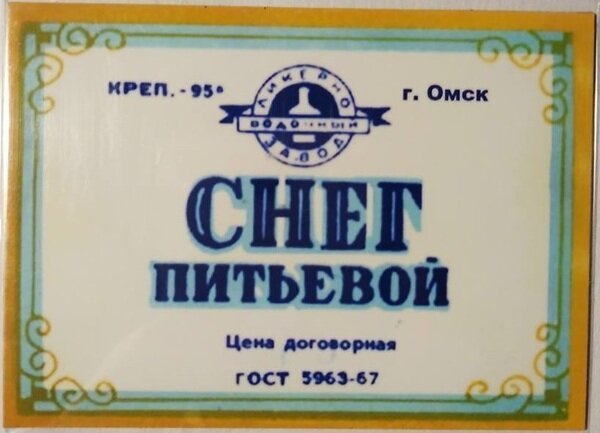 КРЕП. - 95°
ЛИКЕРНО
ВОДОЧНЫЙ
ЗАВОД
г. Омск
СНЕГ
ПИТЬЕВОЙ
Цена договорная
ГОСТ 5963-67